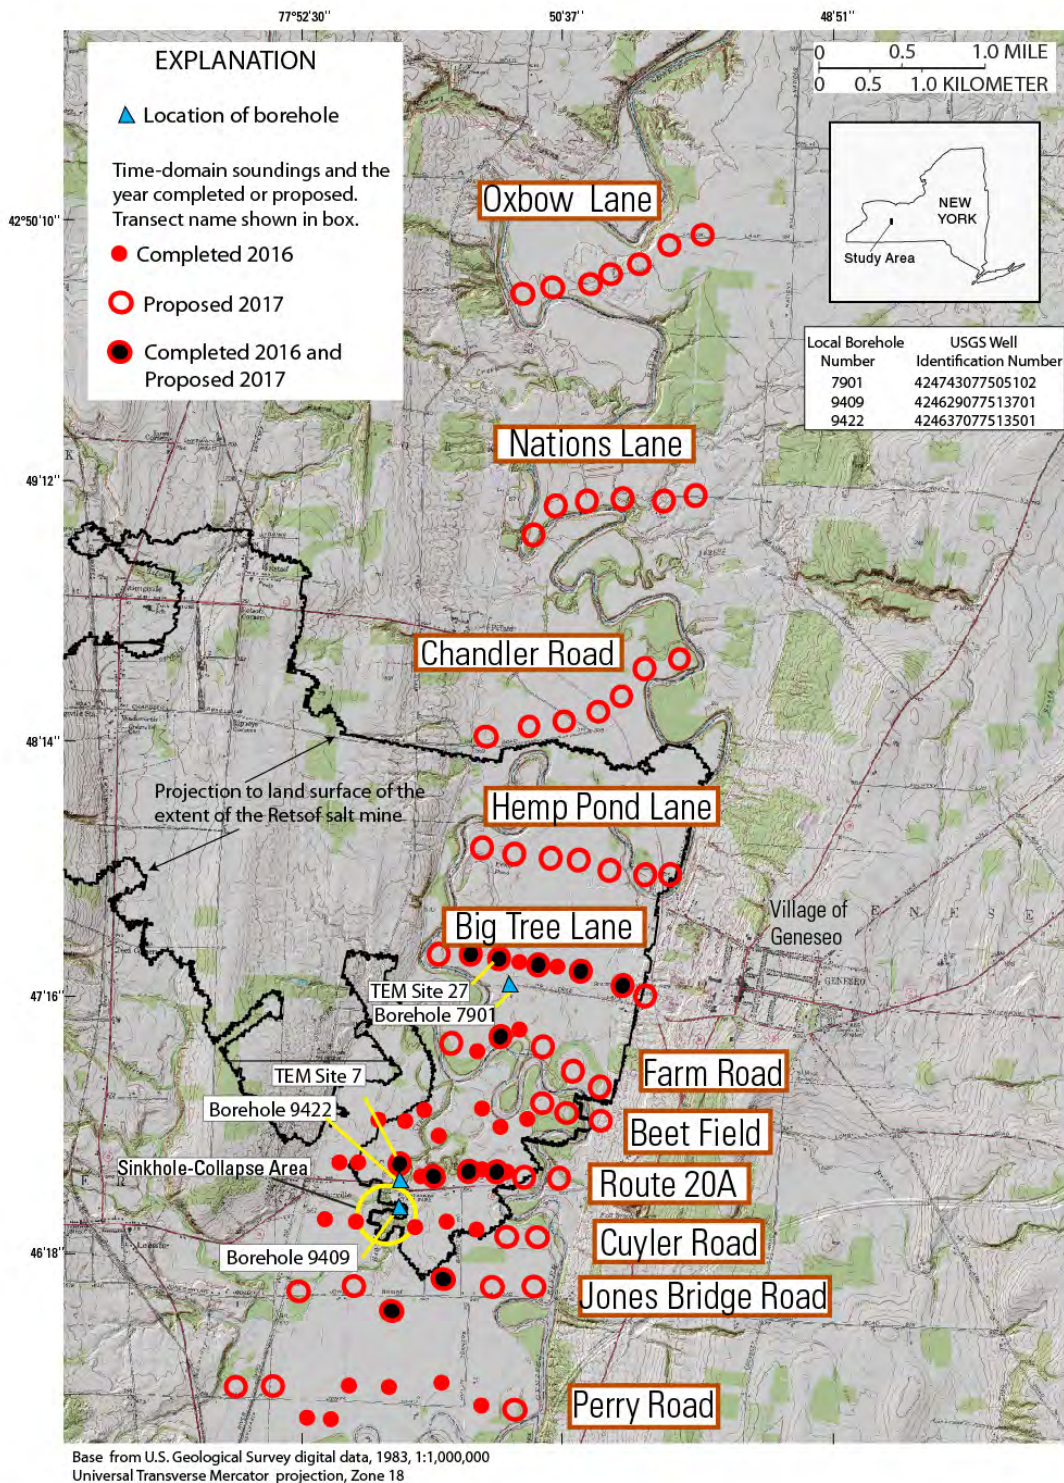 77°52'30"
50'37"
48'51"
EXPLANATION
Location of borehole
Time-domain soundings and the
year completed or proposed.
Transect name shown in box.
Completed 2016
Proposed 2017
Completed 2016 and
Proposed 2017
0 0.5 1.0 MILE
0 0.5 1.0 KILOMETER
NEW
YORK
Study Area
Local Borehole USGS Well
Number Identification Number
7901 424743077505102
9409 424629077513701
9422 424637077513501
42°50'10"
Oxbow Lane
Nations Lane
49'12"
Chandler Road
48'14"
Projection to land surface of the
extent of the Retsof salt mine
Hemp Pond Lane
Big Tree Lane
Village of
Geneseo
E N E S E
GENESEO
TEM Site 27
47'16"
Borehole 7901
TEM Site 7
Farm Road
Borehole 9422
Beet Field
Sinkhole-Collapse Area
Route 20A
Cuyler Road
46'18"
Borehole 9409
Jones Bridge Road
Perry Road
Base from U.S. Geological Survey digital data, 1983, 1:1,000,000
Universal Transverse Mercator projection, Zone 18